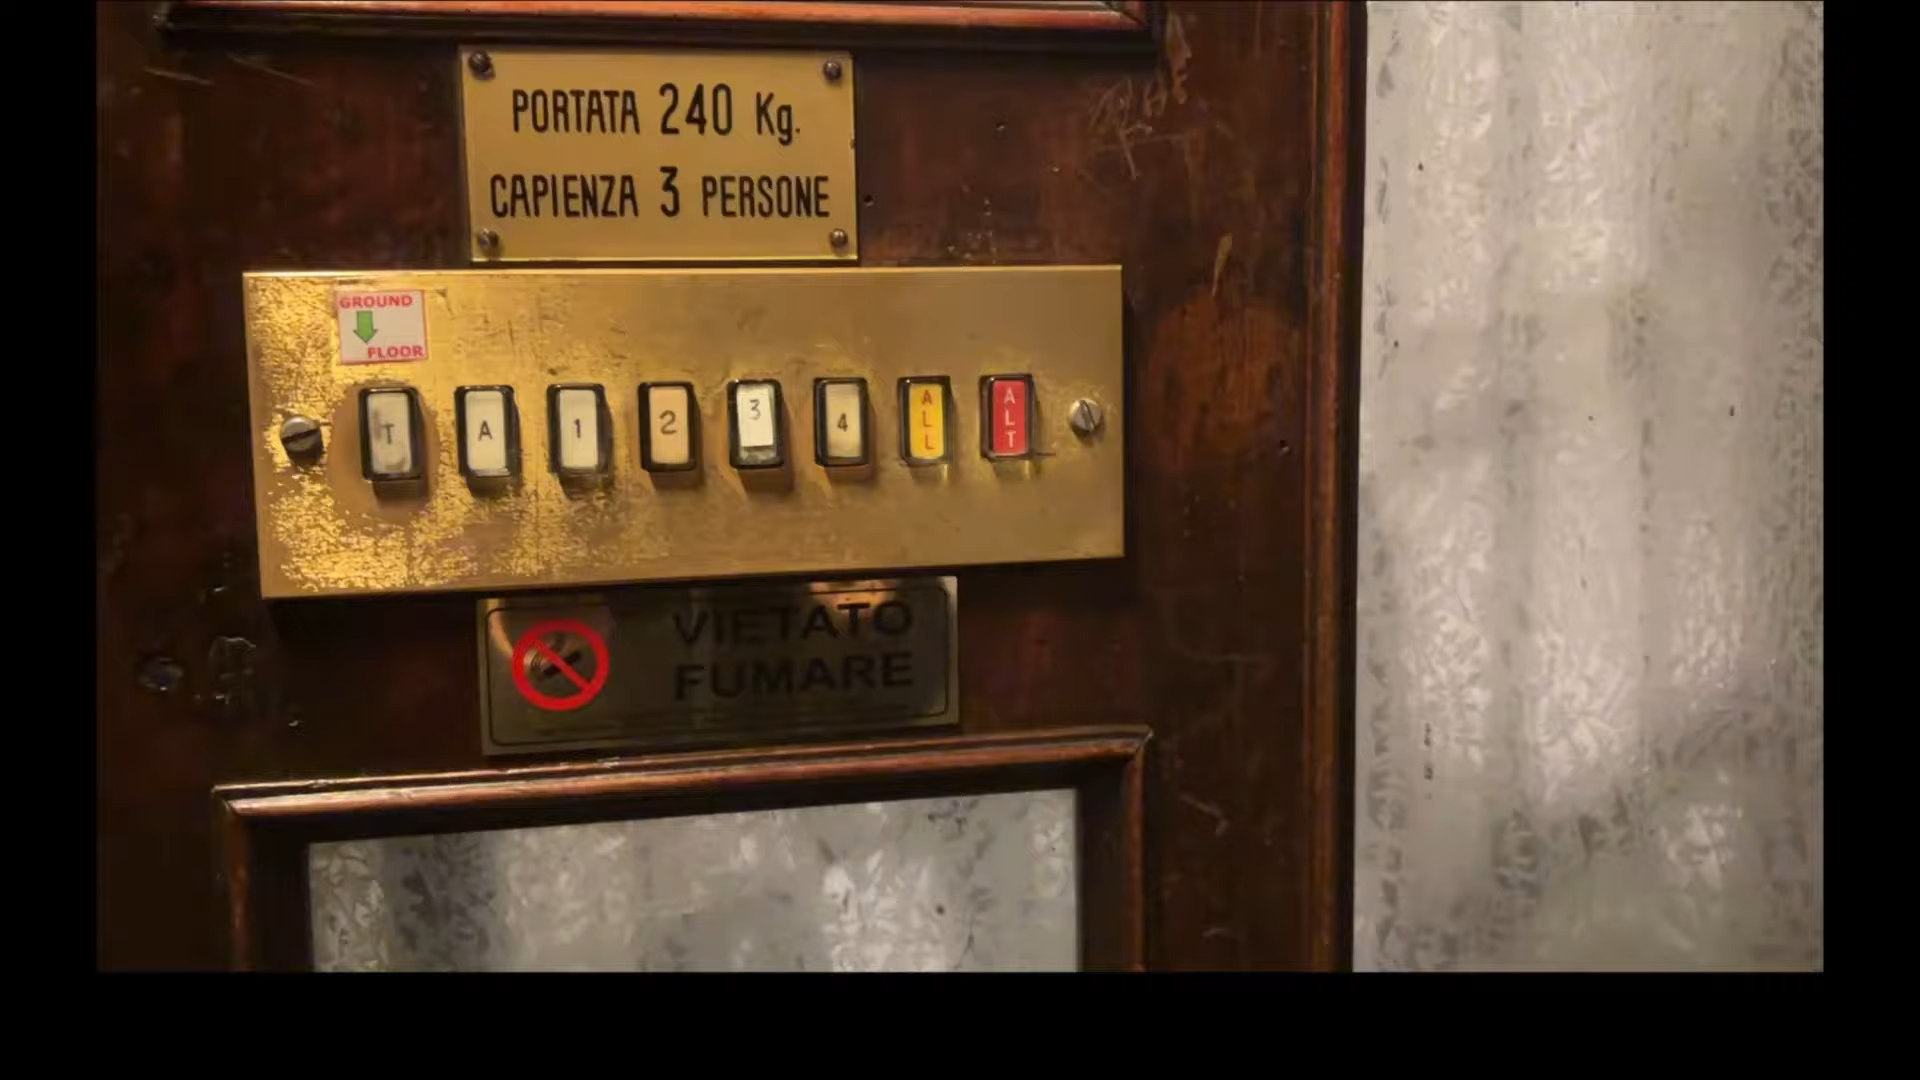 PORTATA 240 Kg.
CAPIENZA 3 PERSONE
GROUND
FLOOR
T A 1 2 3 4 ALL ALT
VIETATO
FUMARE